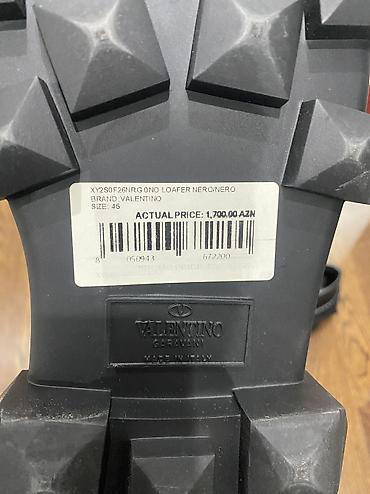 XY2S0F26NRG 0NO LOAFER NERO/NERO
BRAND:VALENTINO
SIZE: 45
ACTUAL PRICE: 1,700.00 AZN
8 050943 672200
VALENTINO
GARAVANI
MADE IN ITALY